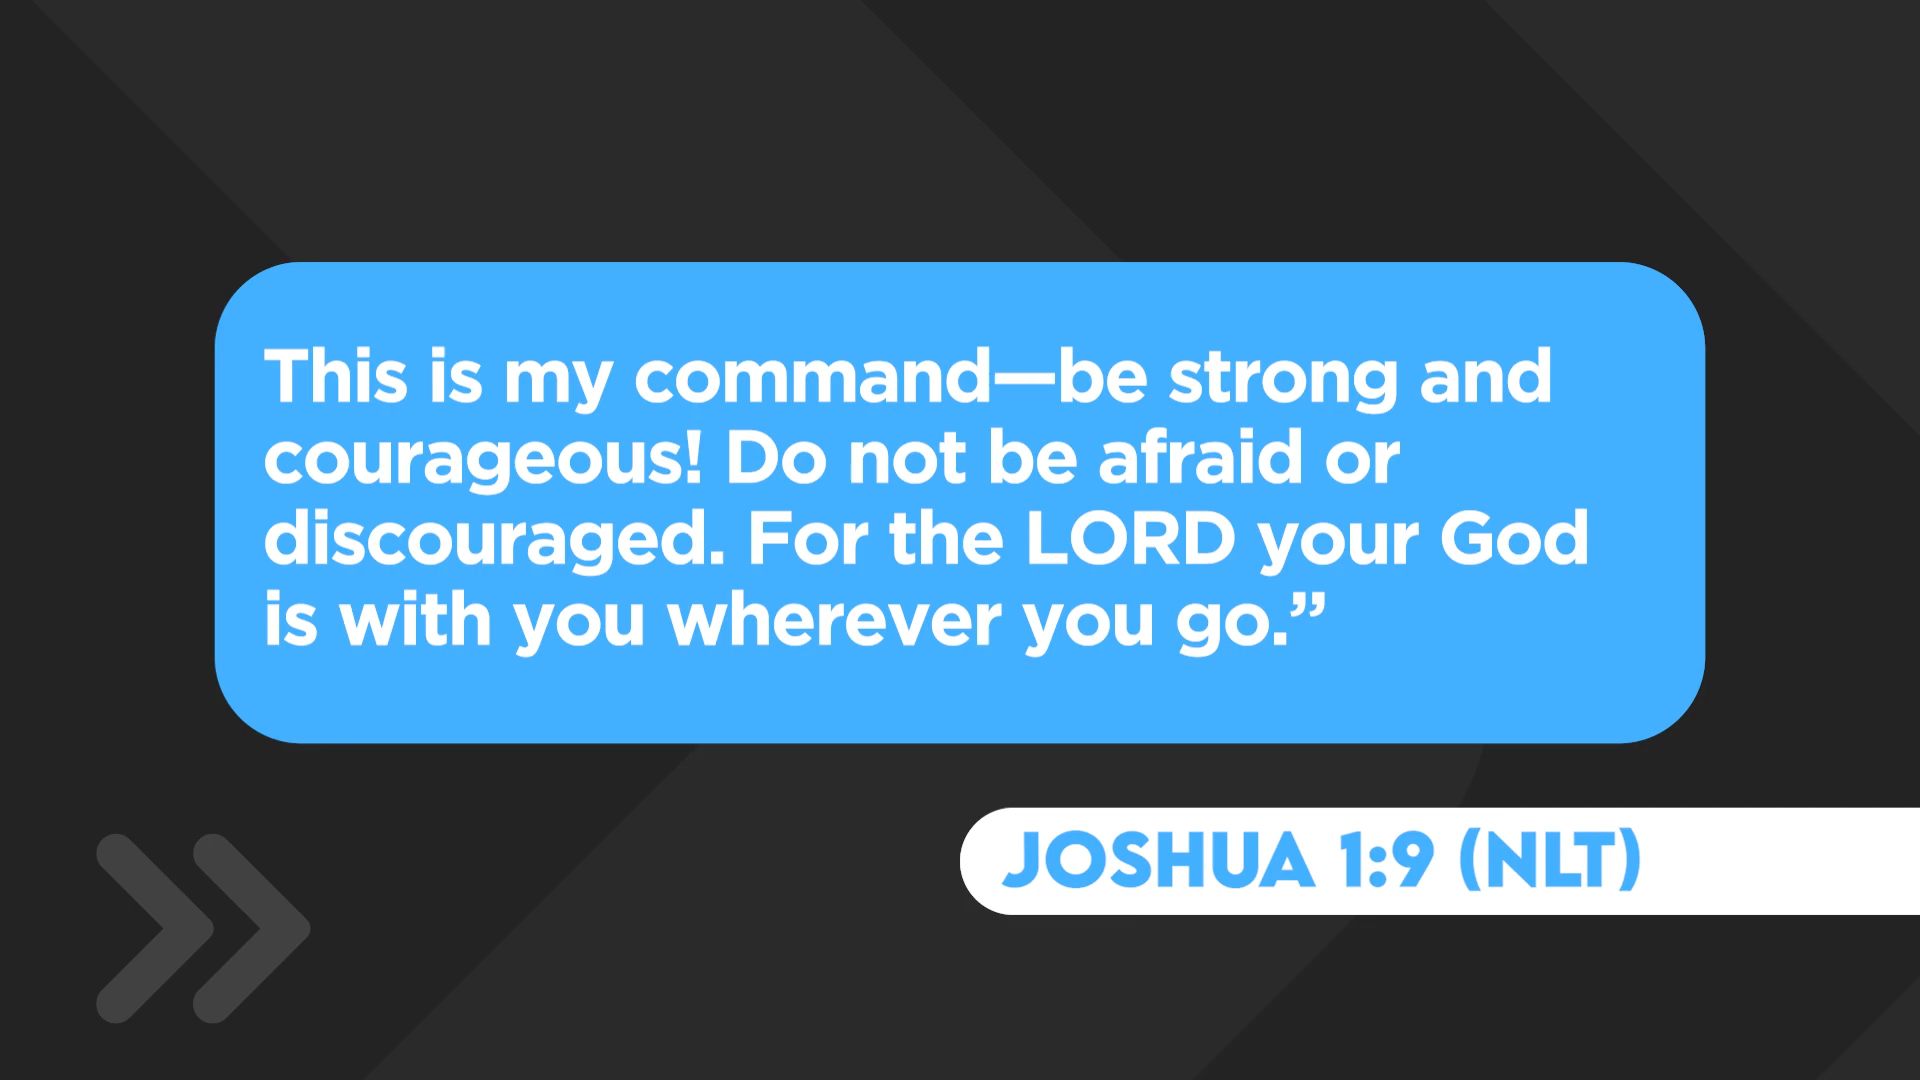 This is my command—be strong and
courageous! Do not be afraid or
discouraged. For the LORD your God
is with you wherever you go.”
JOSHUA 1:9 (NLT)